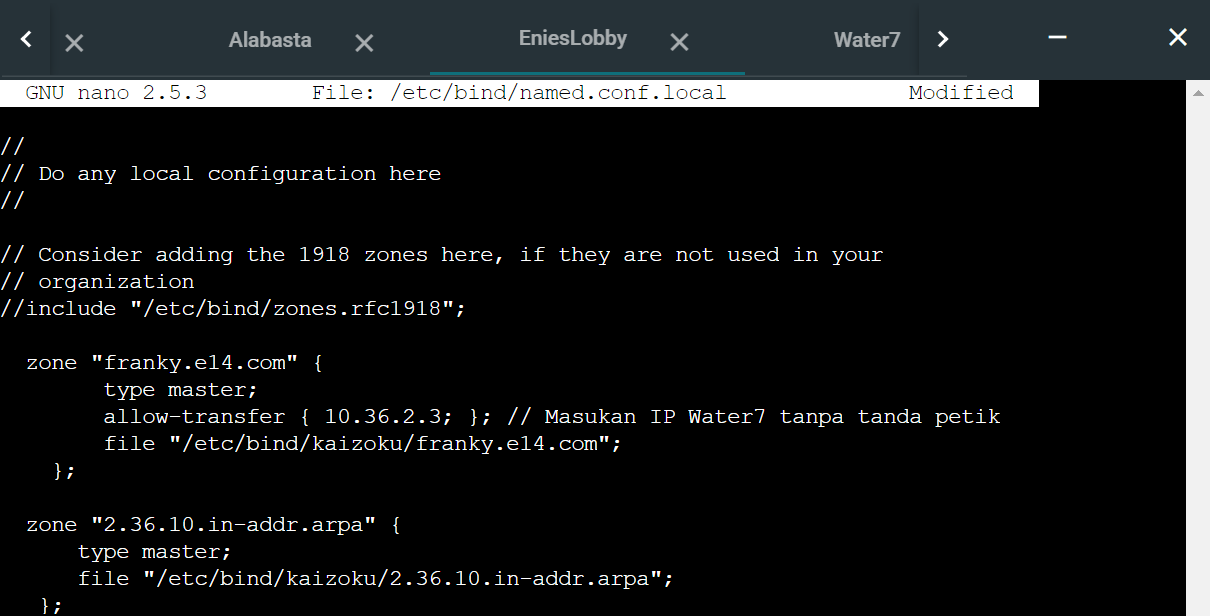 Alabasta EniesLobby Water7
GNU nano 2.5.3 File: /etc/bind/named.conf.local Modified
//
// Do any local configuration here
//
// Consider adding the 1918 zones here, if they are not used in your
// organization
//include "/etc/bind/zones.rfc1918";
zone "franky.e14.com" {
type master;
allow-transfer { 10.36.2.3; }; // Masukan IP Water7 tanpa tanda petik
file "/etc/bind/kaizoku/franky.e14.com";
};
zone "2.36.10.in-addr.arpa" {
type master;
file "/etc/bind/kaizoku/2.36.10.in-addr.arpa";
};